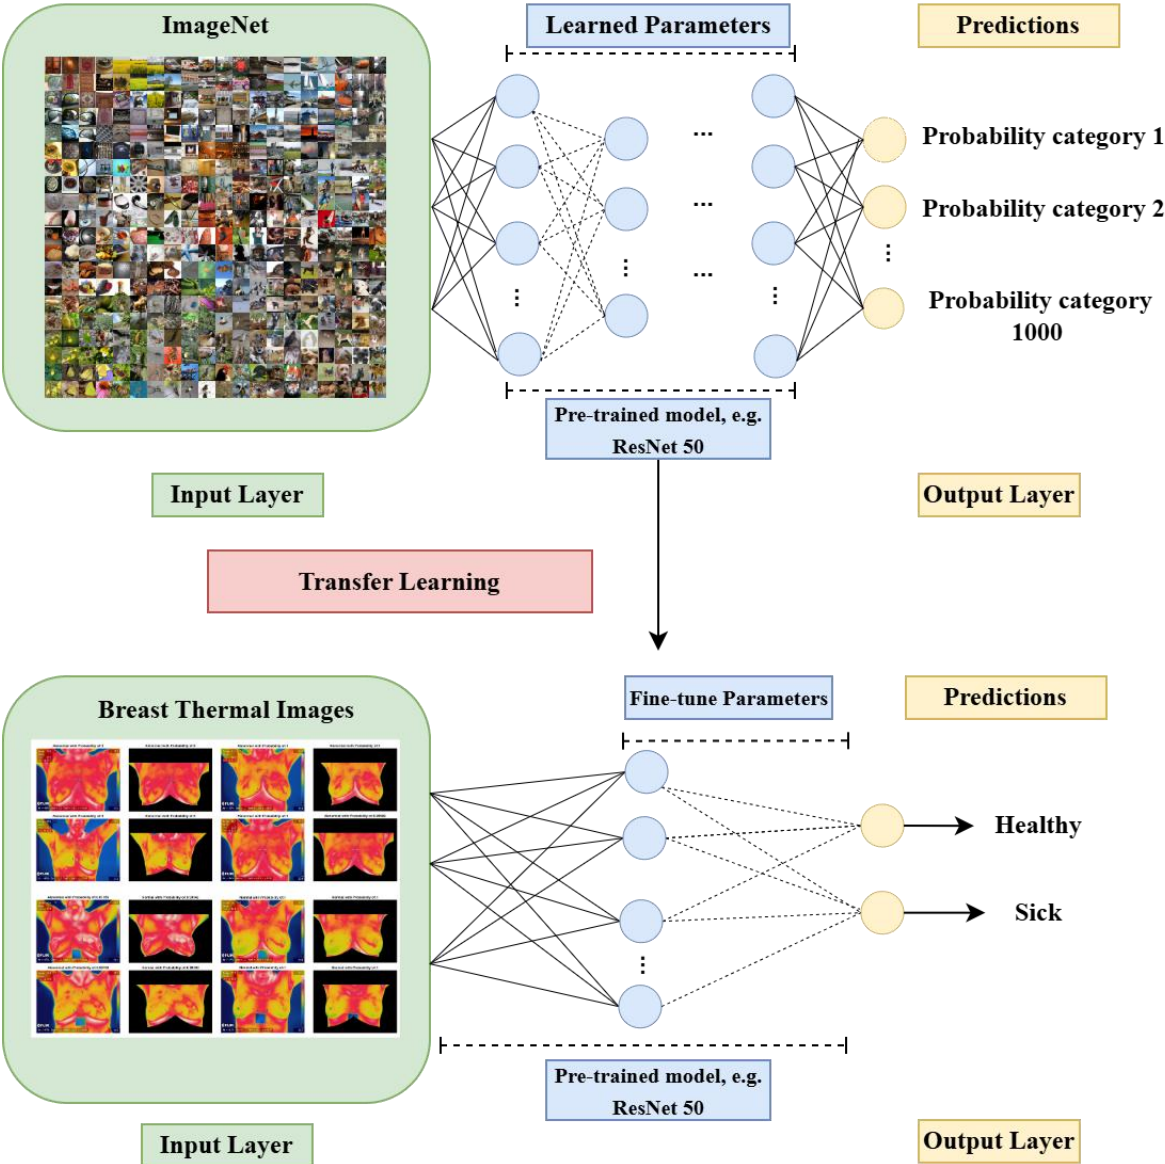 ImageNet
Learned Parameters
Predictions
Probability category 1
...
Probability category 2
...
...
Probability category
1000
Pre-trained model, e.g.
ResNet 50
Input Layer
Output Layer
Transfer Learning
Breast Thermal Images
Fine-tune Parameters
Predictions
Healthy
Sick
Pre-trained model, e.g.
ResNet 50
Input Layer
Output Layer